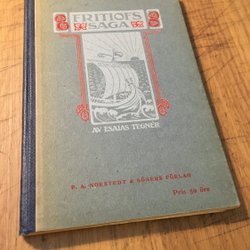 FRITIOFS
SAGA
AV ESAIAS TEGNÉR
P. A. NORSTEDT & SÖNERS FÖRLAG
Pris 50 öre